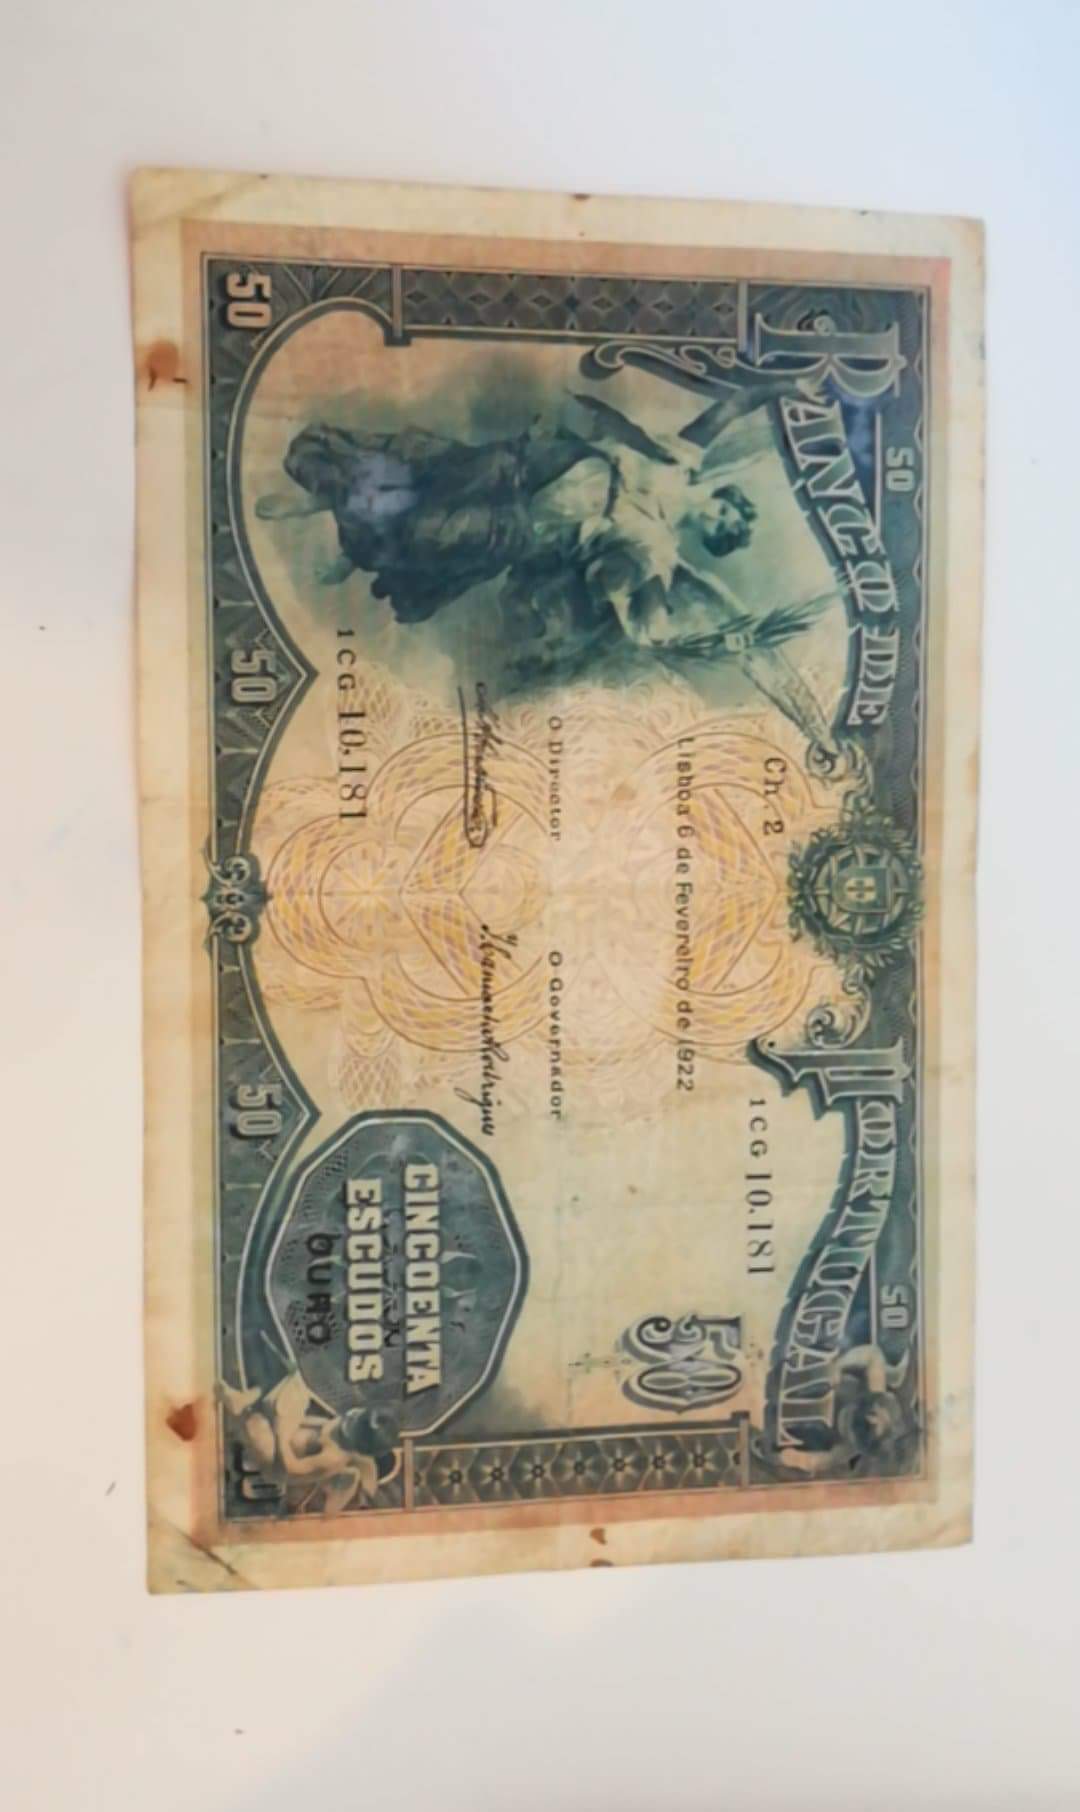 50
50
BANCO DE PORTUGAL
Ch. 2
1CG 10,181
Lisboa 6 de Fevereiro de 1922
50
O Director
O Governador
CINCOENTA
ESCUDOS
OURO
1CG 10,181
50
50
50